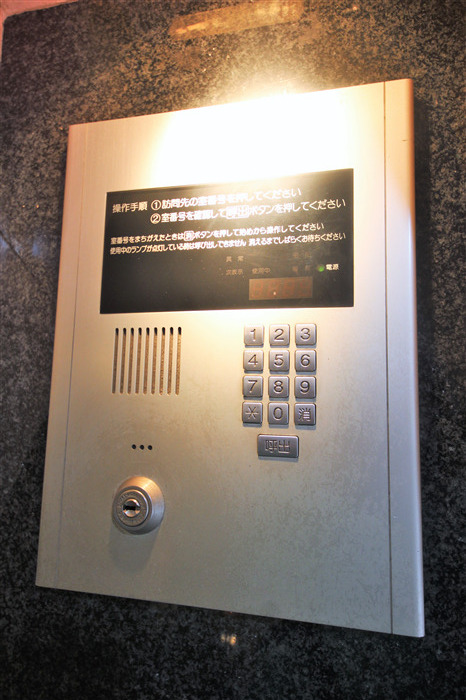 操作手順 ①訪問先の室番号を押してください
②室番号を確認して呼出ボタンを押してください
室番号をまちがえたときは消ボタンを押して始めから操作してください
使用中のランプが点灯している時は呼び出しできません 消えるまでしばらくお待ちください
使用中 電源
1 2 3
4 5 6
7 8 9
＊ 0 消
呼出